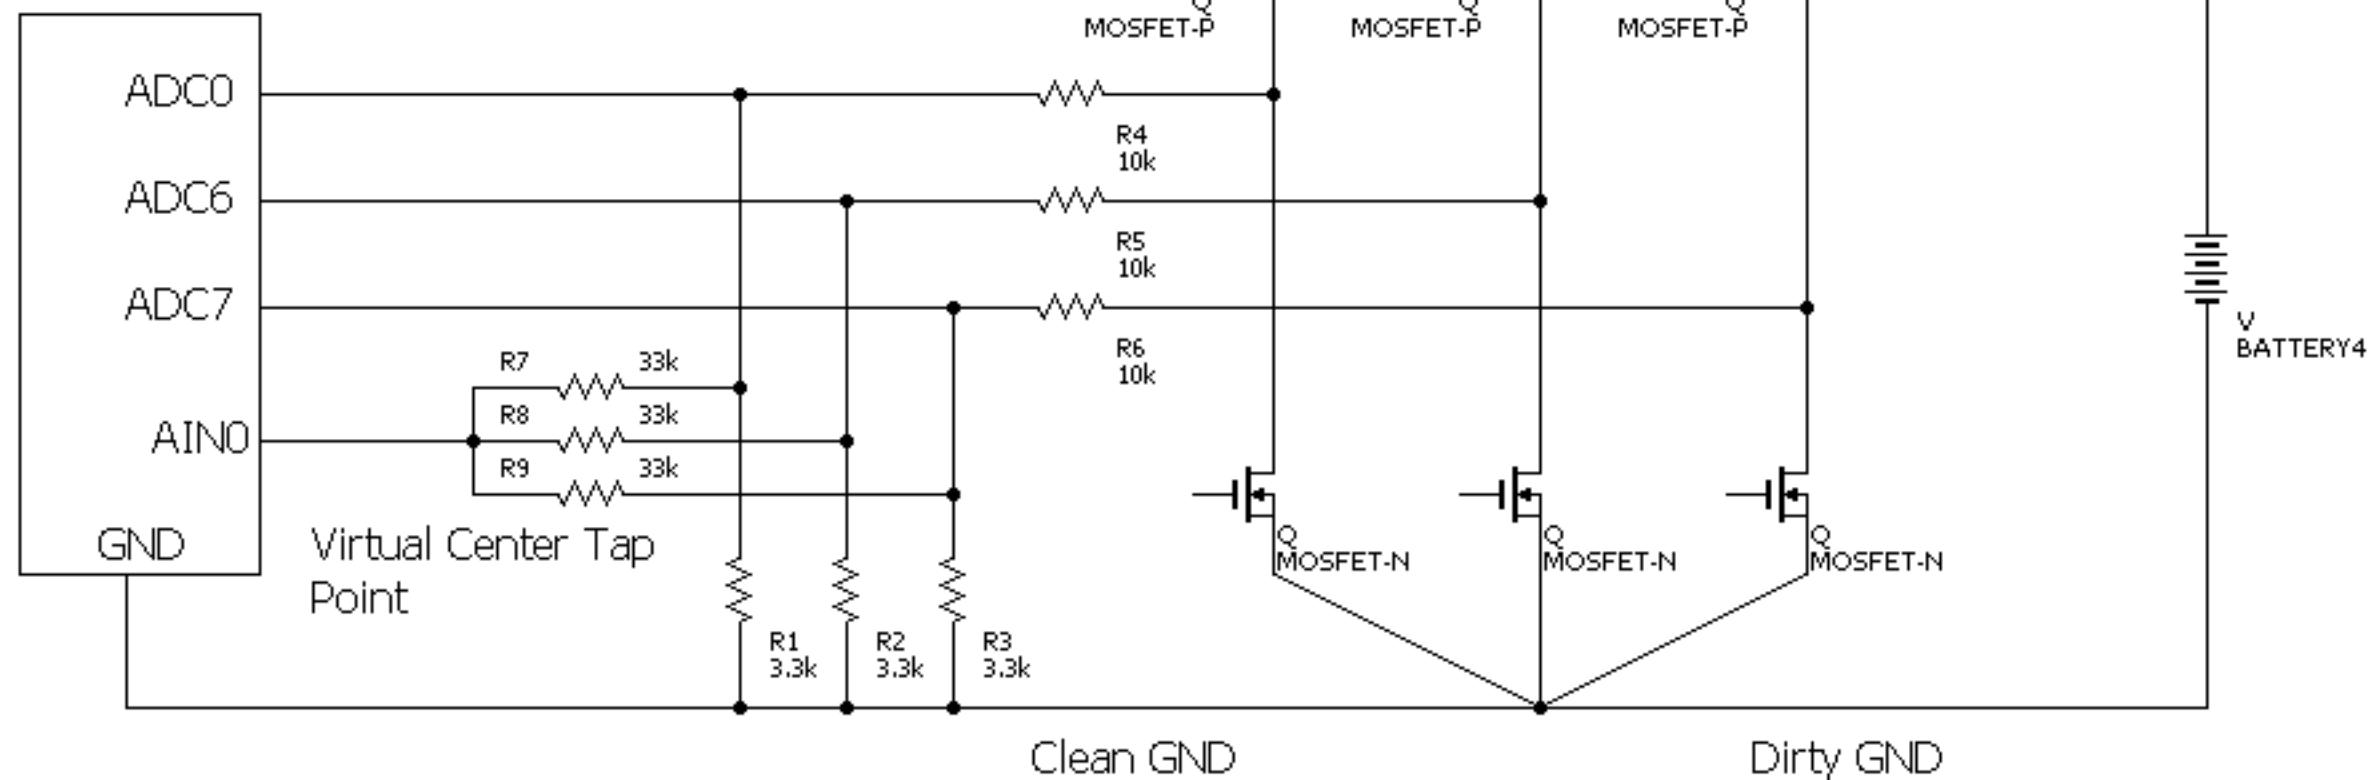 Q
MOSFET-P
Q
MOSFET-P
Q
MOSFET-P
ADC0
R4
10k
ADC6
R5
10k
ADC7
R6
10k
V
BATTERY4
R7 33k
R8 33k
AIN0
R9 33k
GND
Virtual Center Tap
Point
Q
MOSFET-N
Q
MOSFET-N
Q
MOSFET-N
R1
3.3k
R2
3.3k
R3
3.3k
Clean GND
Dirty GND